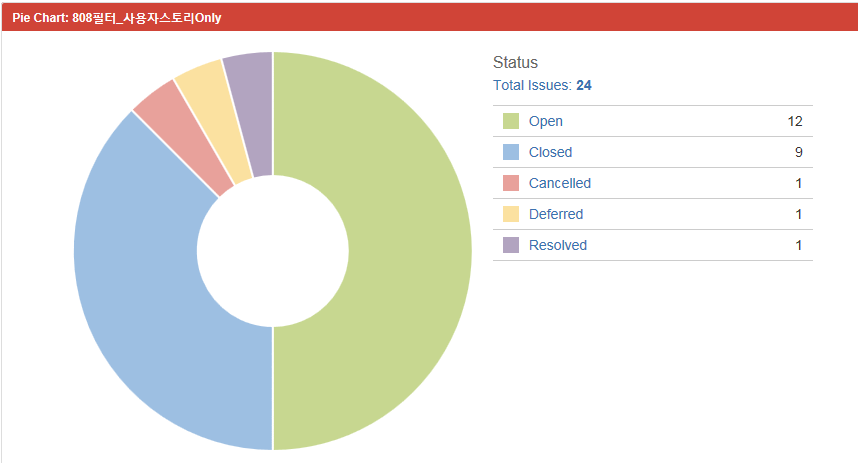 Pie Chart: 808필터_사용자스토리Only
Status
Total Issues: 24
Open 12
Closed 9
Cancelled 1
Deferred 1
Resolved 1